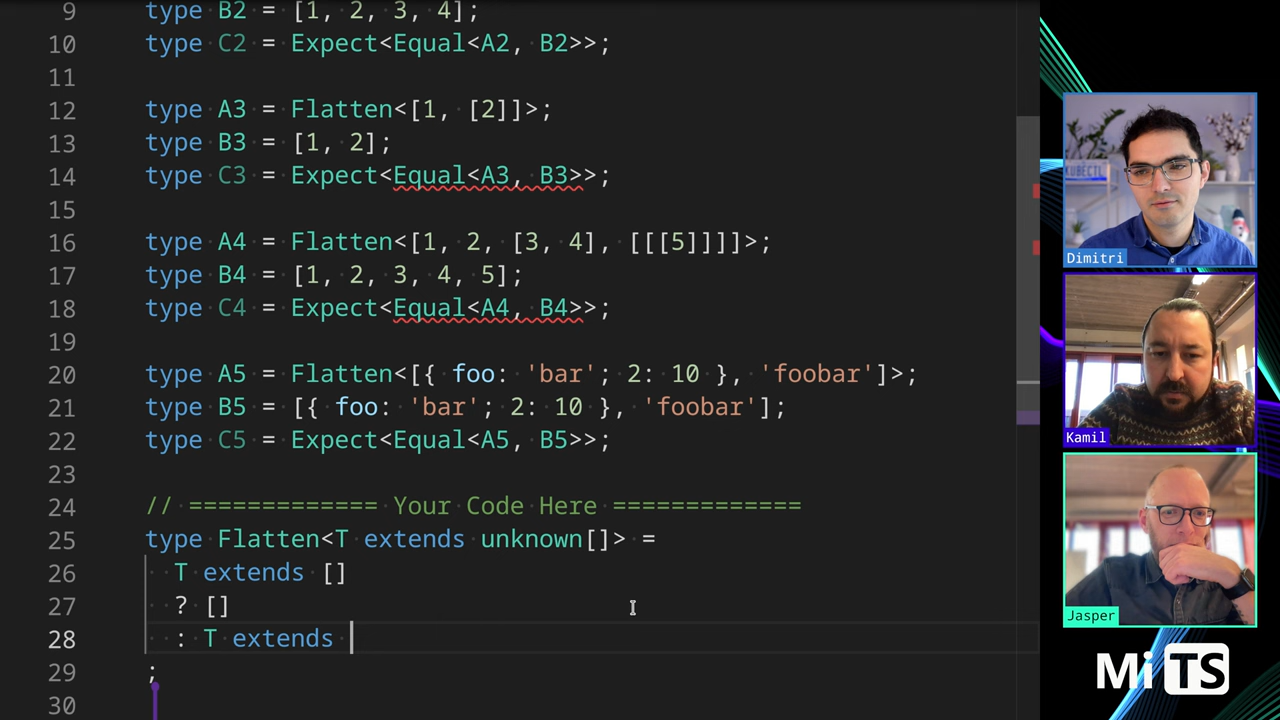 9 type B2 = [1, 2, 3, 4];
10 type C2 = Expect<Equal<A2, B2>>;
11
12 type A3 = Flatten<[1, [2]]>;
13 type B3 = [1, 2];
14 type C3 = Expect<Equal<A3, B3>>;
15
16 type A4 = Flatten<[1, 2, [3, 4], [[[5]]]]>;
17 type B4 = [1, 2, 3, 4, 5];
18 type C4 = Expect<Equal<A4, B4>>;
19
20 type A5 = Flatten<[{ foo: 'bar'; 2: 10 }, 'foobar']>;
21 type B5 = [{ foo: 'bar'; 2: 10 }, 'foobar'];
22 type C5 = Expect<Equal<A5, B5>>;
23
24 // ============= Your Code Here =============
25 type Flatten<T extends unknown[]> =
26   T extends []
27   ? []
28   : T extends
29 ;
30
KUBECTL
Dimitri
Kamil
Jasper
Mi TS